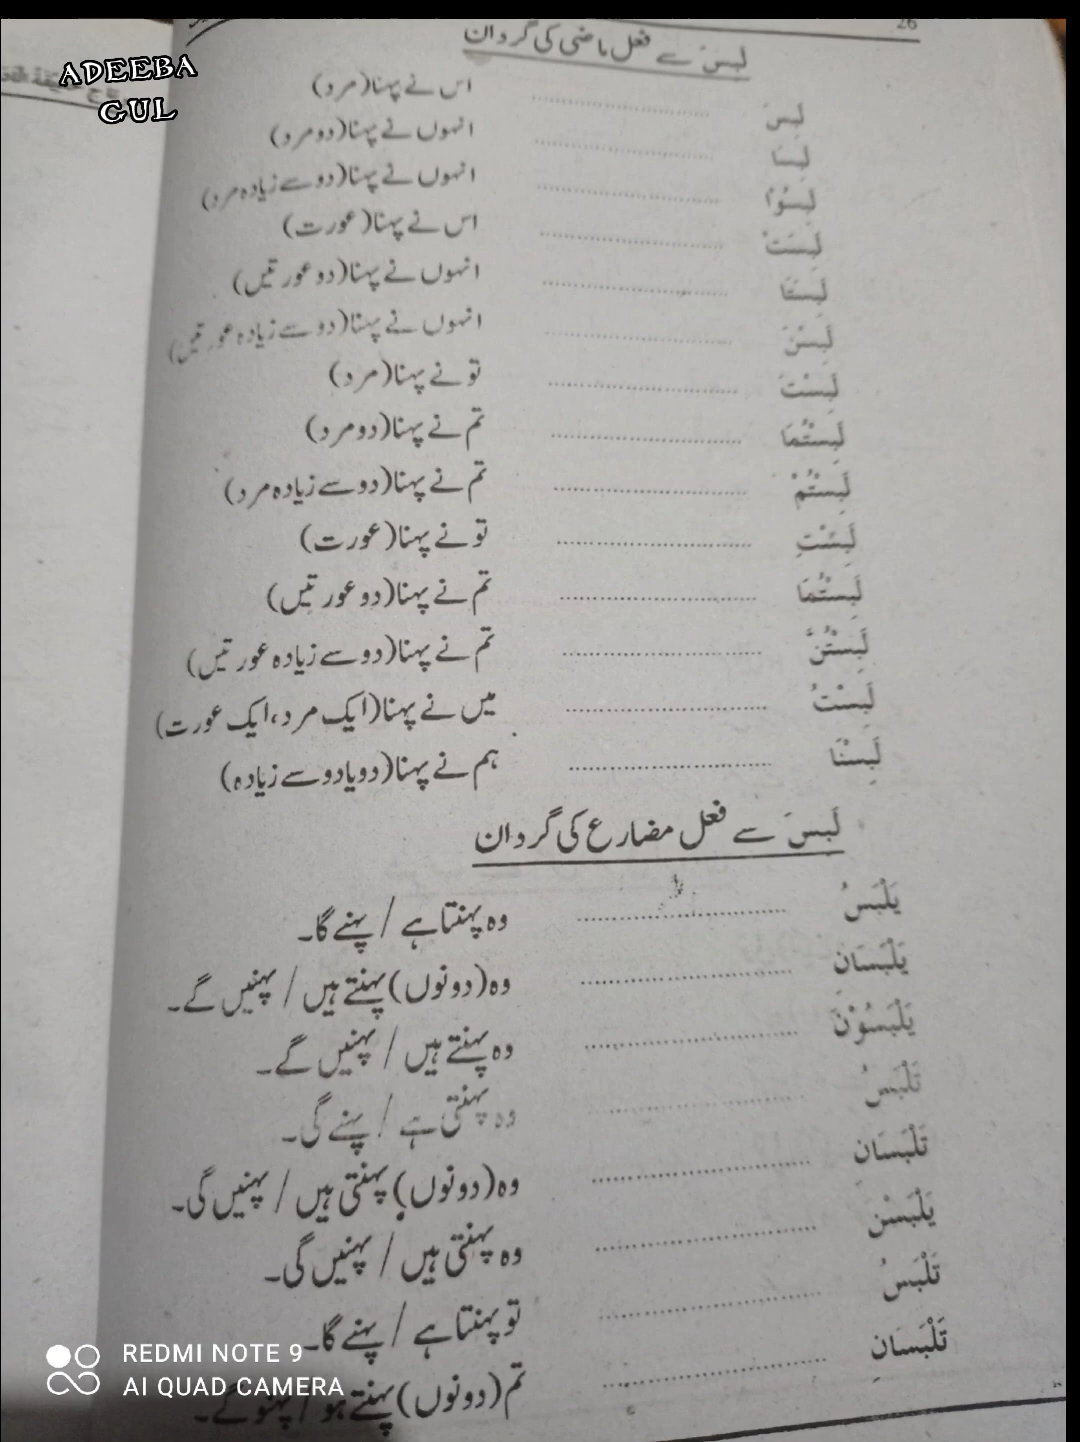 26
ADEEBA
GUL
لَبِسَ سے فعل ماضی کی گردان
لَبِسَ ........ اس نے پہنا (مرد)
لَبِسَا ........ انہوں نے پہنا (دو مرد)
لَبِسُوْا ........ انہوں نے پہنا (دو سے زیادہ مرد)
لَبِسَتْ ........ اس نے پہنا (عورت)
لَبِسَتَا ........ انہوں نے پہنا (دو عورتیں)
لَبِسْنَ ........ انہوں نے پہنا (دو سے زیادہ عورتیں)
لَبِسْتَ ........ تو نے پہنا (مرد)
لَبِسْتُمَا ........ تم نے پہنا (دو مرد)
لَبِسْتُمْ ........ تم نے پہنا (دو سے زیادہ مرد)
لَبِسْتِ ........ تو نے پہنا (عورت)
لَبِسْتُمَا ........ تم نے پہنا (دو عورتیں)
لَبِسْتُنَّ ........ تم نے پہنا (دو سے زیادہ عورتیں)
لَبِسْتُ ........ میں نے پہنا (ایک مرد، ایک عورت)
لَبِسْنَا ........ ہم نے پہنا (دو یا دو سے زیادہ)
لَبِسَ سے فعل مضارع کی گردان
يَلْبَسُ ........ وہ پہنتا ہے / پہنے گا۔
يَلْبَسَانِ ........ وہ (دونوں) پہنتے ہیں / پہنیں گے۔
يَلْبَسُوْنَ ........ وہ پہنتے ہیں / پہنیں گے۔
تَلْبَسُ ........ وہ پہنتی ہے / پہنے گی۔
تَلْبَسَانِ ........ وہ (دونوں) پہنتی ہیں / پہنیں گی۔
يَلْبَسْنَ ........ وہ پہنتی ہیں / پہنیں گی۔
تَلْبَسُ ........ تو پہنتا ہے / پہنے گا۔
تَلْبَسَانِ ........ تم (دونوں) پہنتے ہو / پہنو گے۔
REDMI NOTE 9
AI QUAD CAMERA